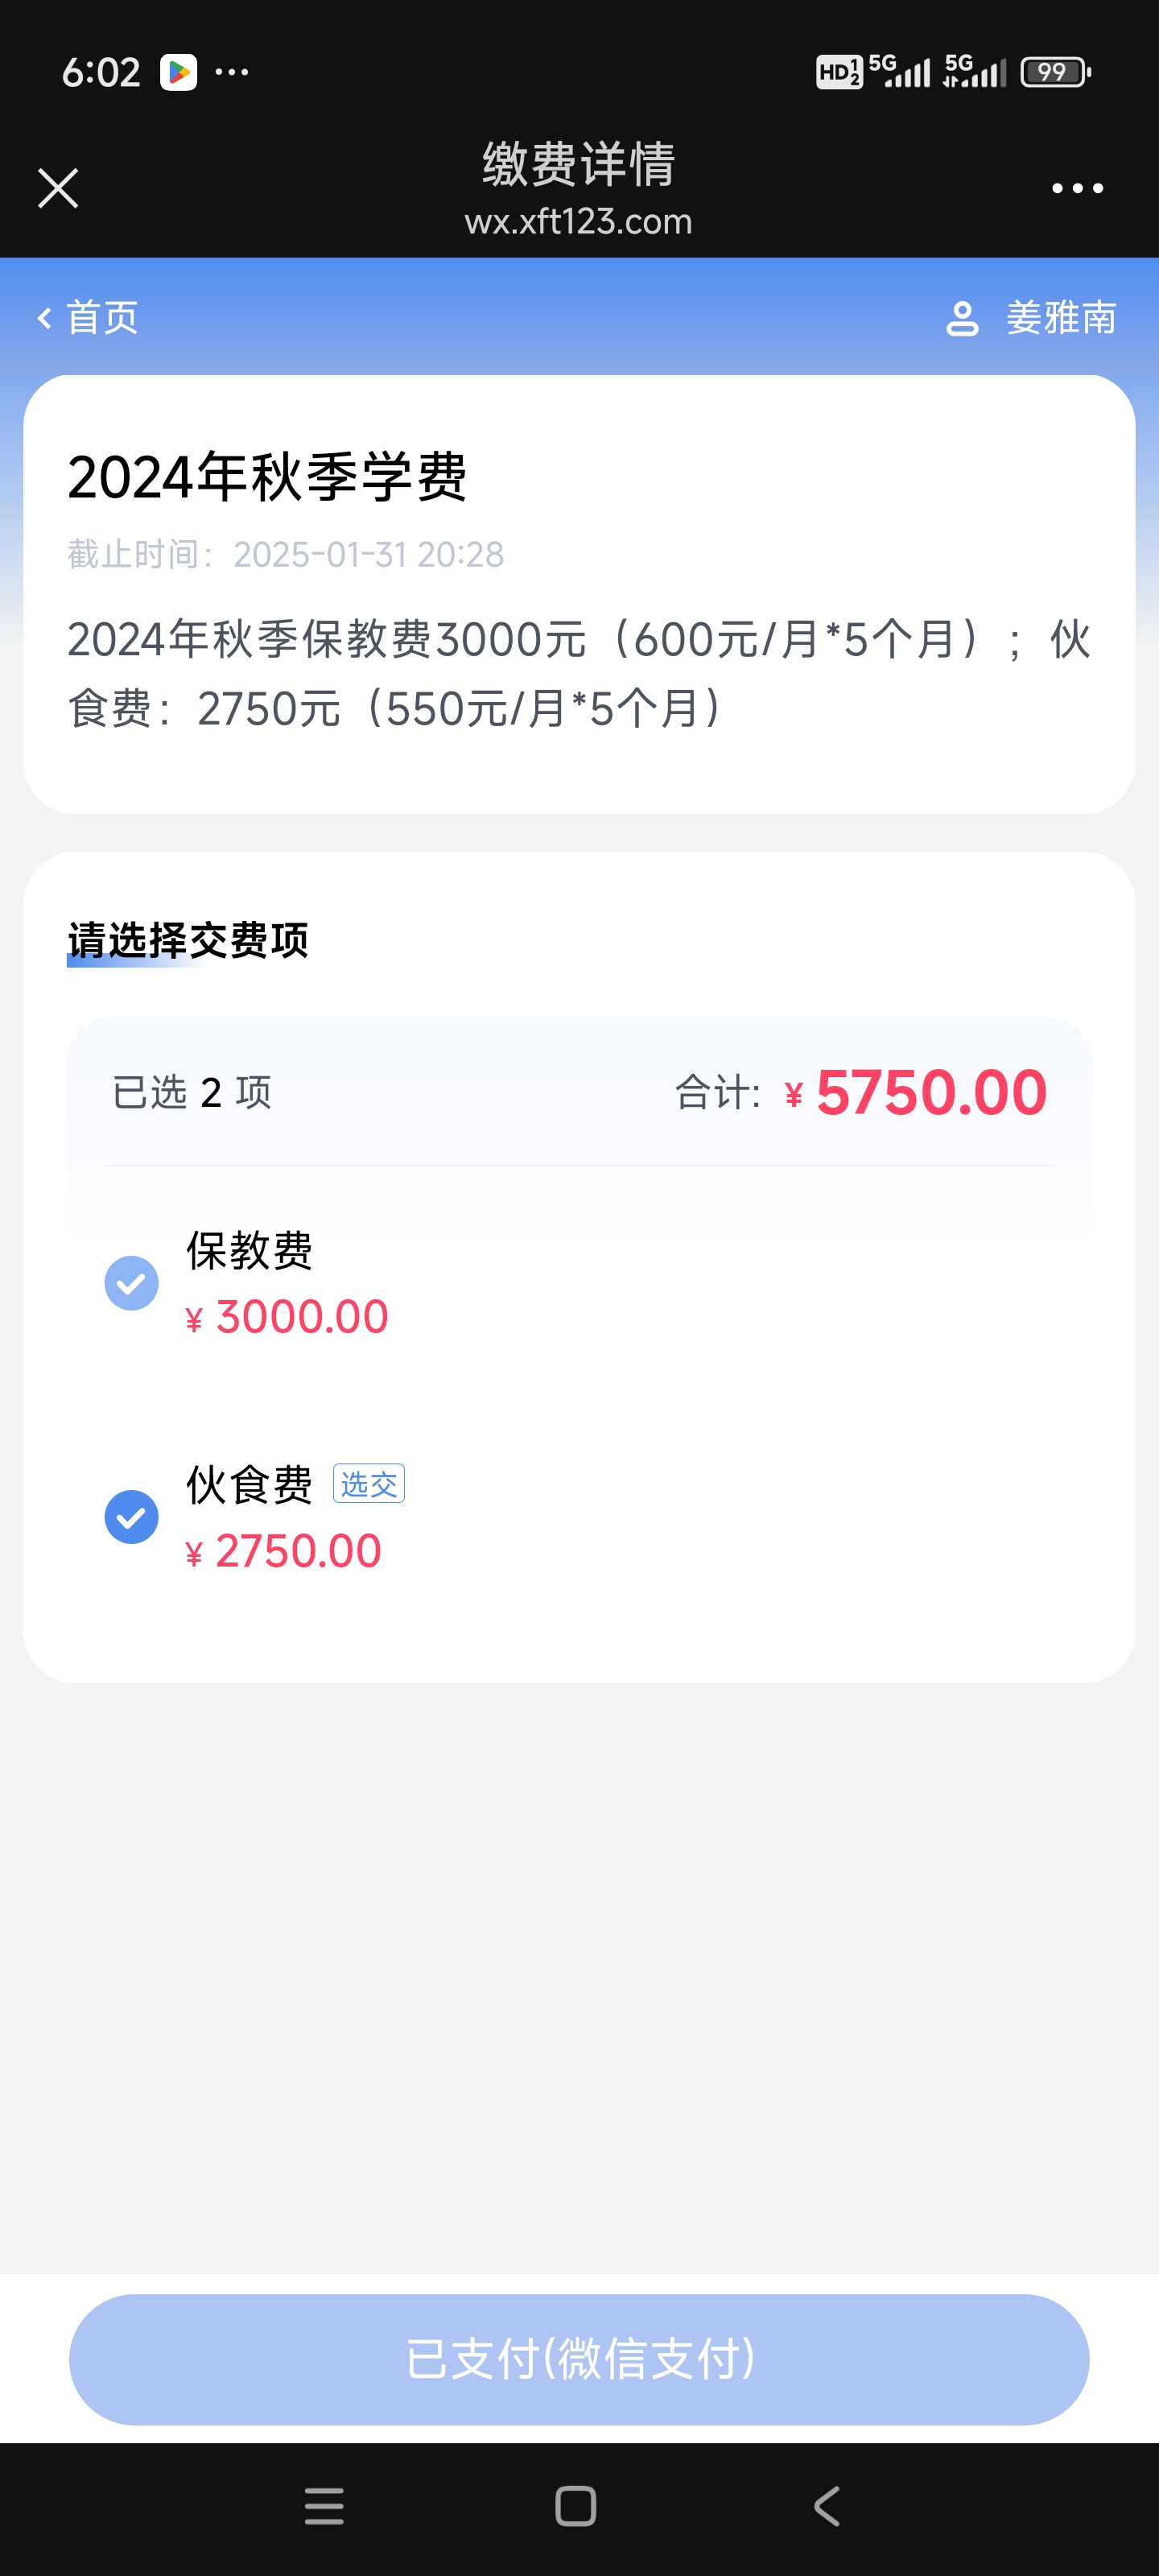 6:02 ··· HD 1 2 5G 5G 99
缴费详情
wx.xft123.com
首页 姜雅南
2024年秋季学费
截止时间：2025-01-31 20:28
2024年秋季保教费3000元（600元/月*5个月）；伙
食费：2750元（550元/月*5个月）
请选择交费项
已选 2 项 合计: ¥ 5750.00
保教费
¥ 3000.00
伙食费 选交
¥ 2750.00
已支付(微信支付)